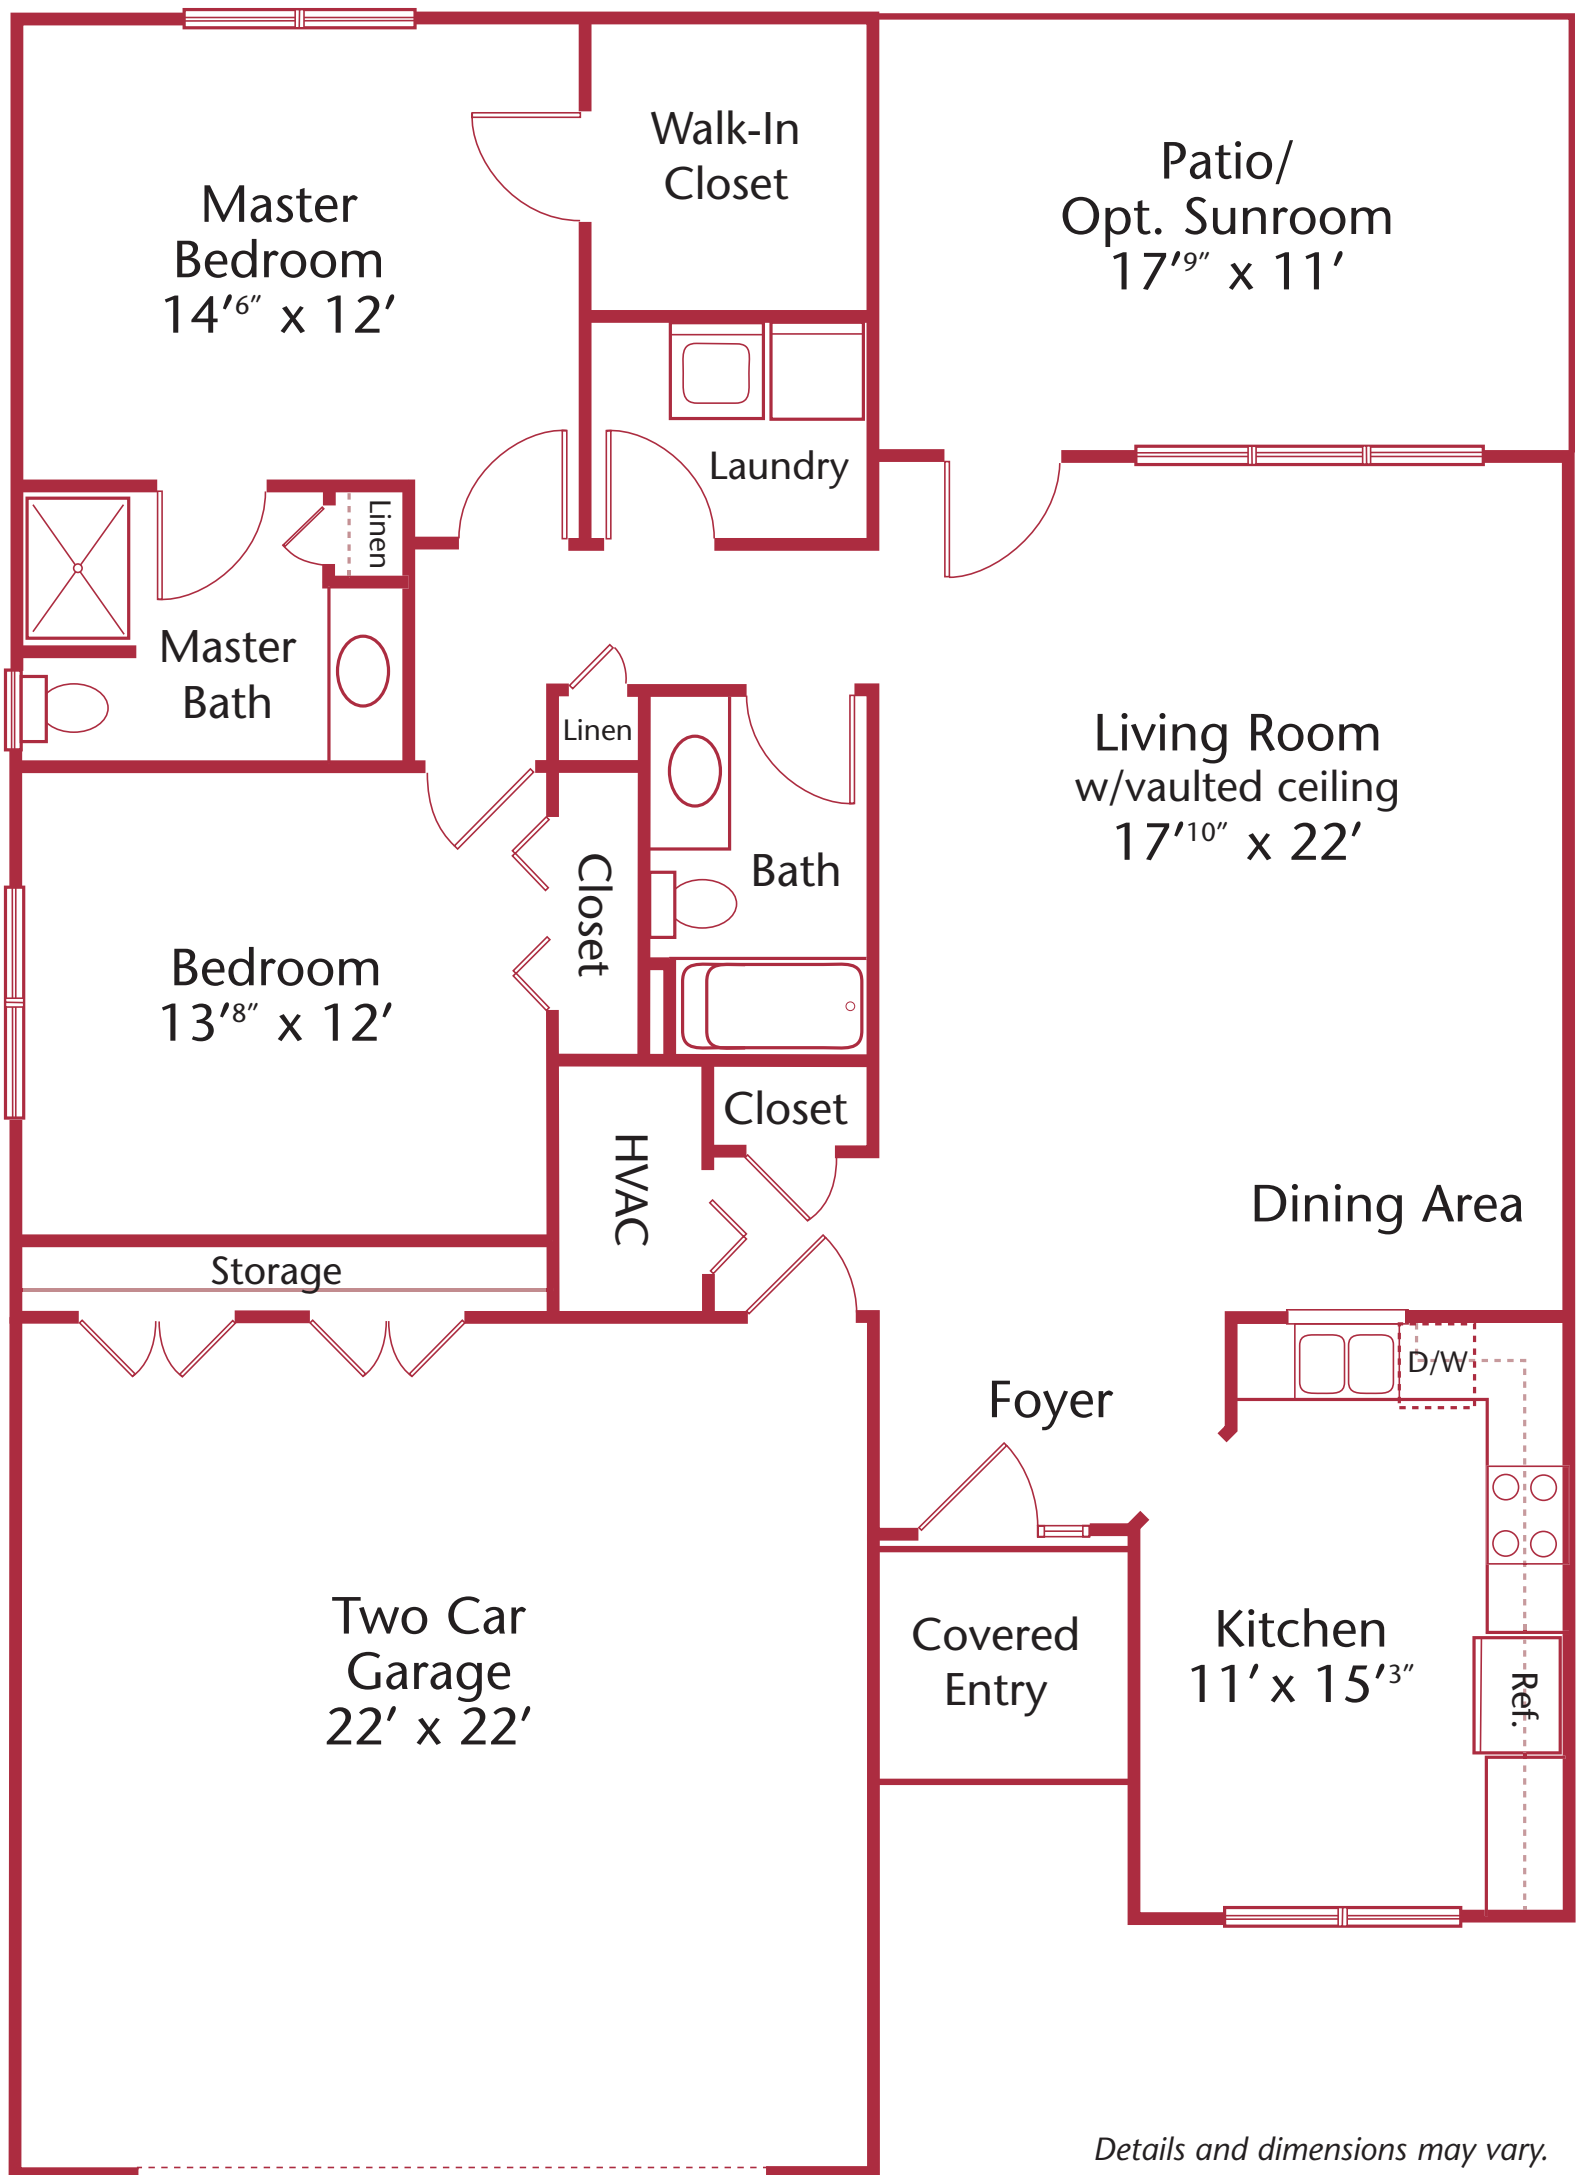 Walk-In
Closet
Patio/
Opt. Sunroom
17′9″ x 11′
Master
Bedroom
14′6″ x 12′
Laundry
Linen
Master
Bath
Linen
Living Room
w/vaulted ceiling
17′10″ x 22′
Bath
Closet
Bedroom
13′8″ x 12′
Closet
HVAC
Dining Area
Storage
D/W
Foyer
Two Car
Garage
22′ x 22′
Covered
Entry
Kitchen
11′ x 15′3″
Ref.
Details and dimensions may vary.